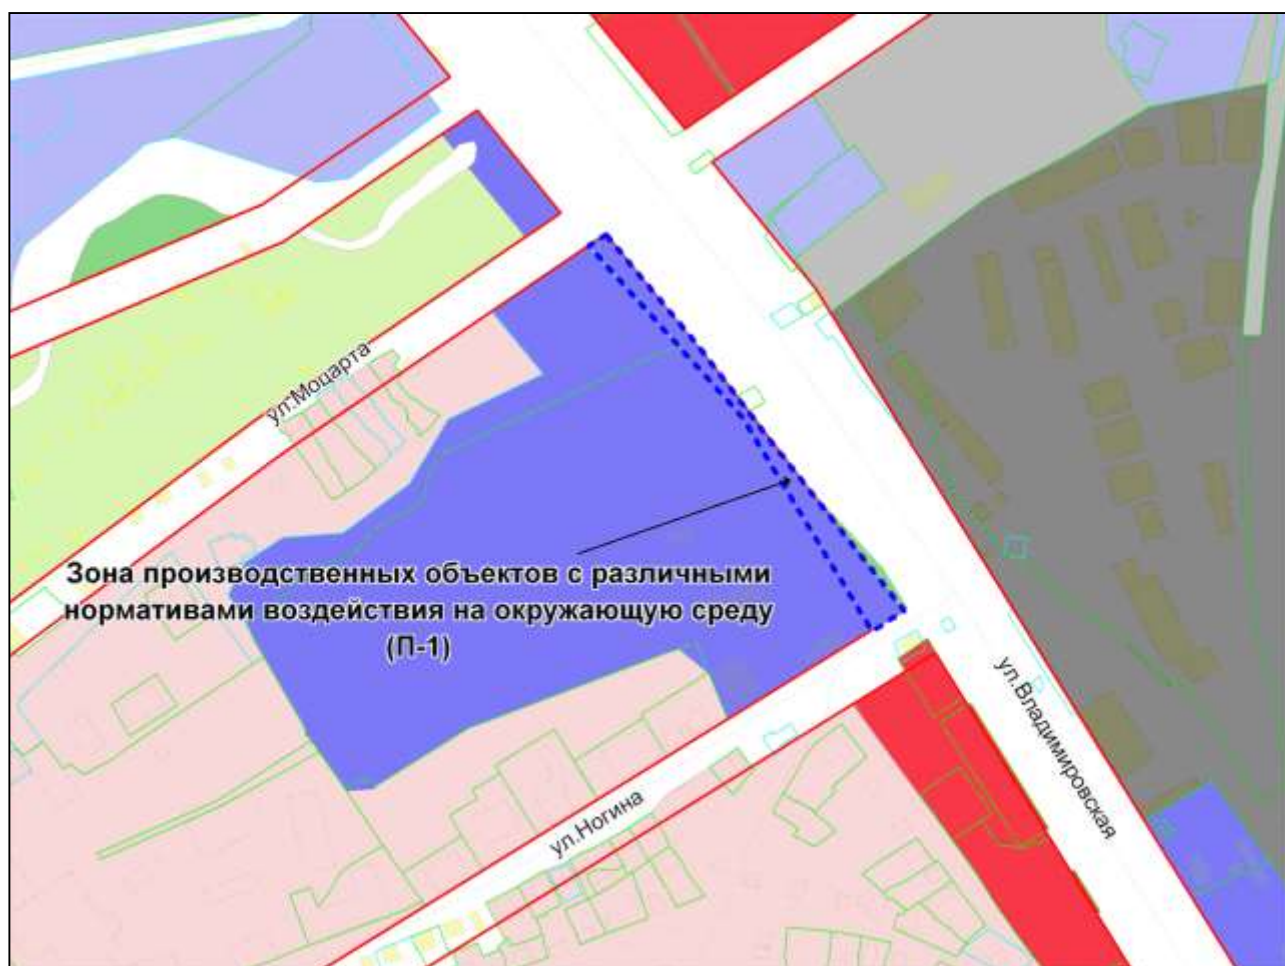 ул.Моцарта
Зона производственных объектов с различными
нормативами воздействия на окружающую среду
(П-1)
ул.Владимировская
ул.Ногина